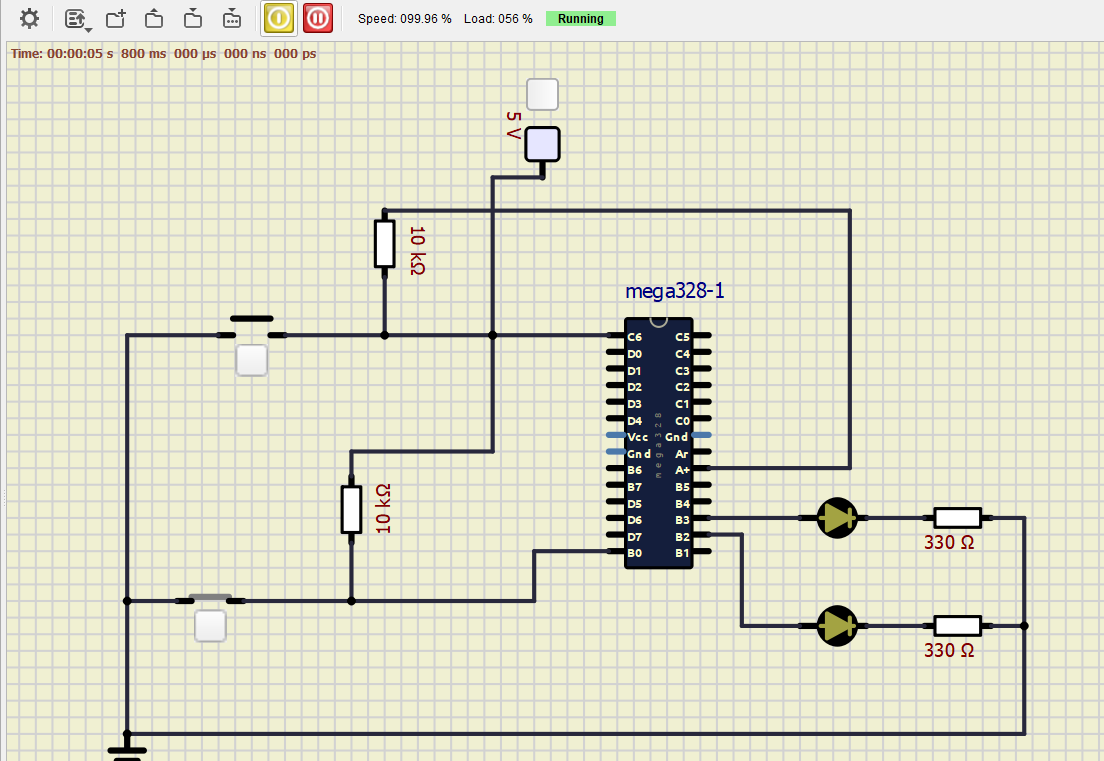 Speed: 099.96 % Load: 056 % Running
Time: 00:00:05 s 800 ms 000 µs 000 ns 000 ps
5 V
10 kΩ
mega328-1
C6 C5
D0 C4
D1 C3
D2 C2
D3 C1
D4 C0
Vcc Gnd
Gnd Ar
B6 A+
B7 B5
D5 B4
D6 B3
D7 B2
B0 B1
mega328
10 kΩ
330 Ω
330 Ω